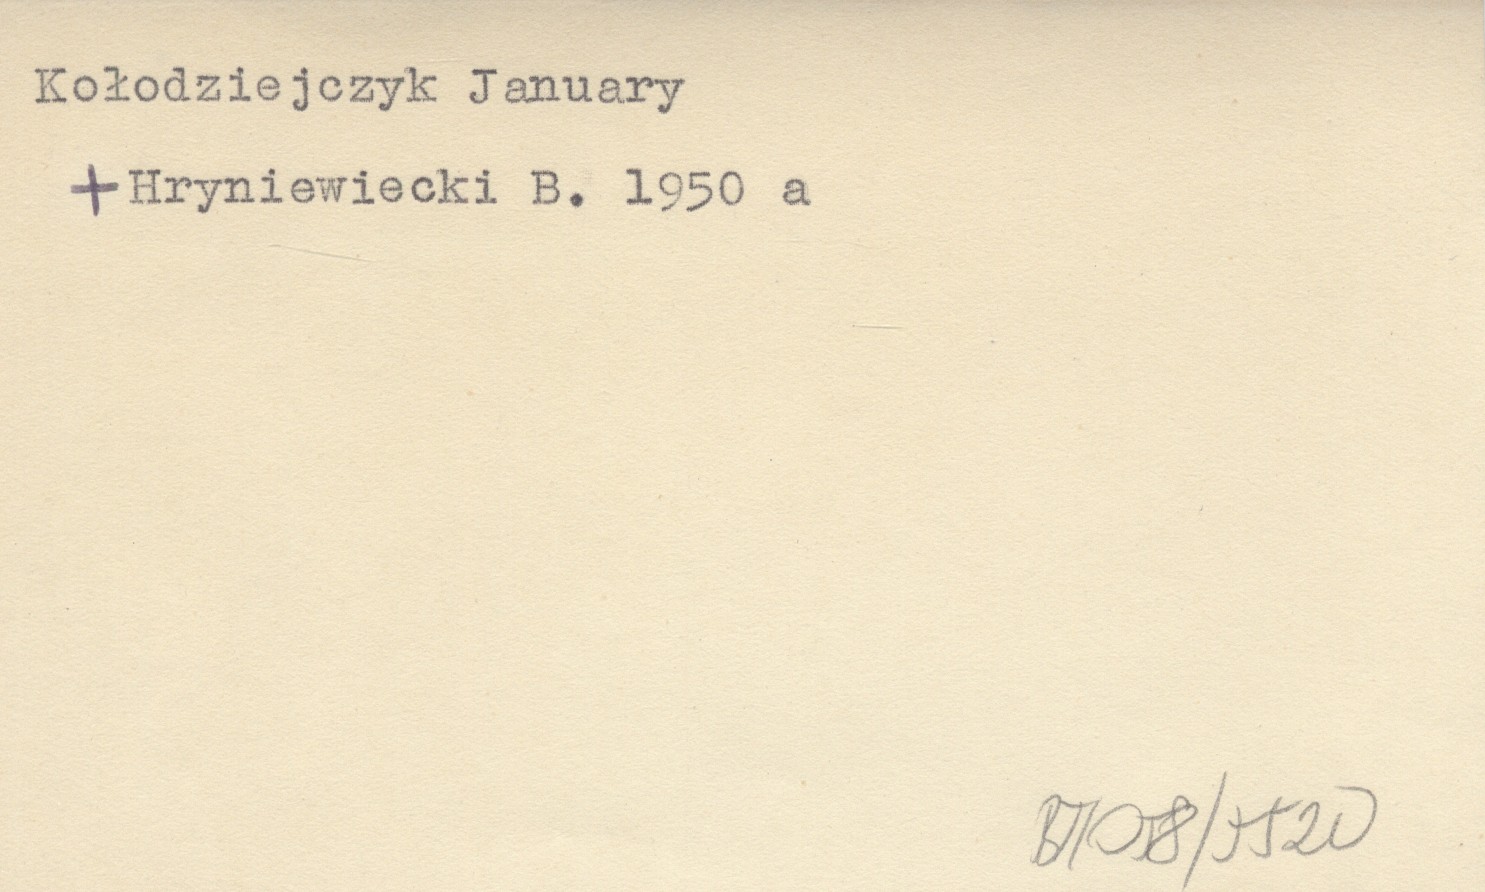 Kołodziejczyk January
+Hryniewiecki B. 1950 a